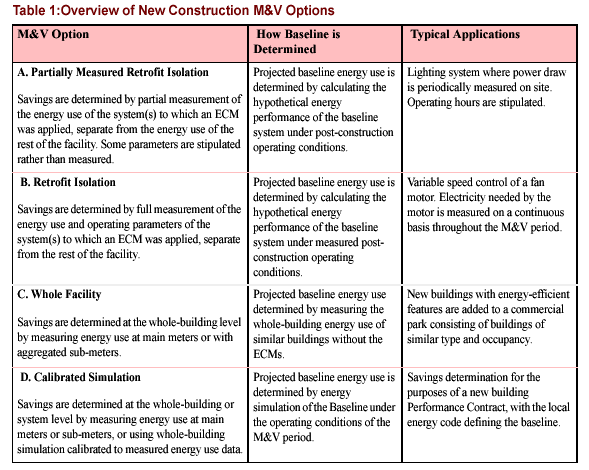 Table 1:Overview of New Construction M&V Options
M&V Option
How Baseline is
Determined
Typical Applications
A. Partially Measured Retrofit Isolation
Savings are determined by partial measurement of
the energy use of the system(s) to which an ECM
was applied, separate from the energy use of the
rest of the facility. Some parameters are stipulated
rather than measured.
Projected baseline energy use is
determined by calculating the
hypothetical energy
performance of the baseline
system under post-construction
operating conditions.
Lighting system where power draw
is periodically measured on site.
Operating hours are stipulated.
B. Retrofit Isolation
Savings are determined by full measurement of the
energy use and operating parameters of the
system(s) to which an ECM was applied, separate
from the rest of the facility.
Projected baseline energy use is
determined by calculating the
hypothetical energy
performance of the baseline
system under measured post-
construction operating
conditions.
Variable speed control of a fan
motor. Electricity needed by the
motor is measured on a continuous
basis throughout the M&V period.
C. Whole Facility
Savings are determined at the whole-building level
by measuring energy use at main meters or with
aggregated sub-meters.
Projected baseline energy use
determined by measuring the
whole-building energy use of
similar buildings without the
ECMs.
New buildings with energy-efficient
features are added to a commercial
park consisting of buildings of
similar type and occupancy.
D. Calibrated Simulation
Savings are determined at the whole-building or
system level by measuring energy use at main
meters or sub-meters, or using whole-building
simulation calibrated to measured energy use data.
Projected baseline energy use is
determined by energy
simulation of the Baseline under
the operating conditions of the
M&V period.
Savings determination for the
purposes of a new building
Performance Contract, with the local
energy code defining the baseline.